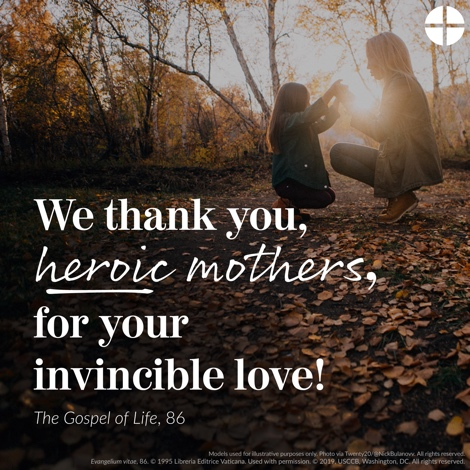 We thank you,
heroic mothers,
for your
invincible love!
The Gospel of Life, 86
Models used for illustrative purposes only. Photo via Twenty20/@NickBulanovv. All rights reserved.
Evangelium vitae, 86. © 1995 Libreria Editrice Vaticana. Used with permission. © 2019, USCCB, Washington, DC. All rights reserved.